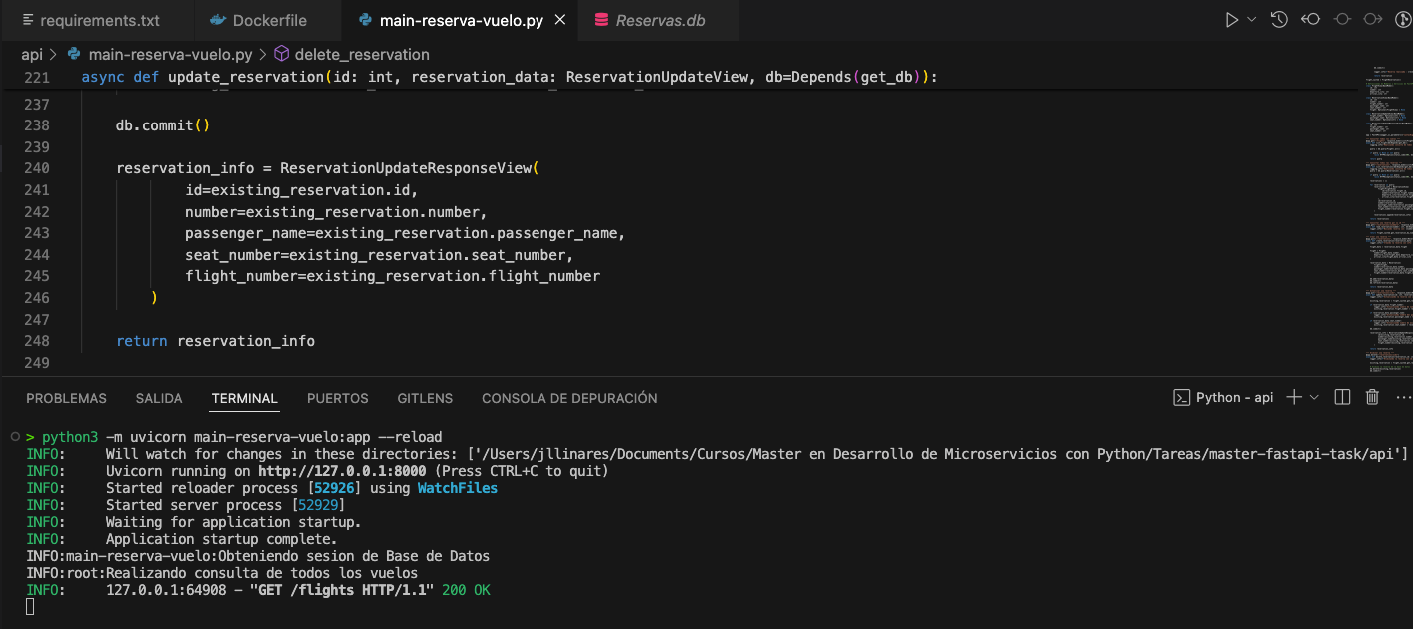 requirements.txt Dockerfile main-reserva-vuelo.py Reservas.db
api > main-reserva-vuelo.py > delete_reservation
221 async def update_reservation(id: int, reservation_data: ReservationUpdateView, db=Depends(get_db)):
237
238 db.commit()
239
240 reservation_info = ReservationUpdateResponseView(
241 id=existing_reservation.id,
242 number=existing_reservation.number,
243 passenger_name=existing_reservation.passenger_name,
244 seat_number=existing_reservation.seat_number,
245 flight_number=existing_reservation.flight_number
246 )
247
248 return reservation_info
249
PROBLEMAS SALIDA TERMINAL PUERTOS GITLENS CONSOLA DE DEPURACIÓN Python - api
> python3 -m uvicorn main-reserva-vuelo:app --reload
INFO: Will watch for changes in these directories: ['/Users/jllinares/Documents/Cursos/Master en Desarrollo de Microservicios con Python/Tareas/master-fastapi-task/api']
INFO: Uvicorn running on http://127.0.0.1:8000 (Press CTRL+C to quit)
INFO: Started reloader process [52926] using WatchFiles
INFO: Started server process [52929]
INFO: Waiting for application startup.
INFO: Application startup complete.
INFO:main-reserva-vuelo:Obteniendo sesion de Base de Datos
INFO:root:Realizando consulta de todos los vuelos
INFO: 127.0.0.1:64908 - "GET /flights HTTP/1.1" 200 OK